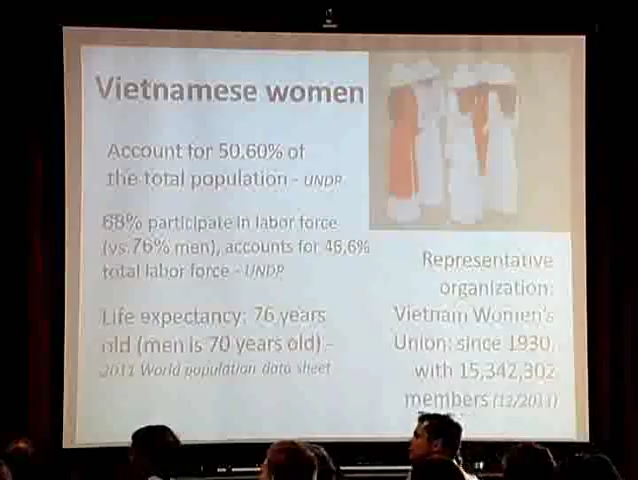 Vietnamese women
Account for 50.60% of
the total population - UNDP
68% participate in labor force
(vs.76% men), accounts for 46,6%
total labor force - UNDP
Life expectancy: 76 years
old (men is 70 years old) -
2011 World population data sheet
Representative
organization:
Vietnam Women's
Union: since 1930,
with 15,342,302
members (12/2011)